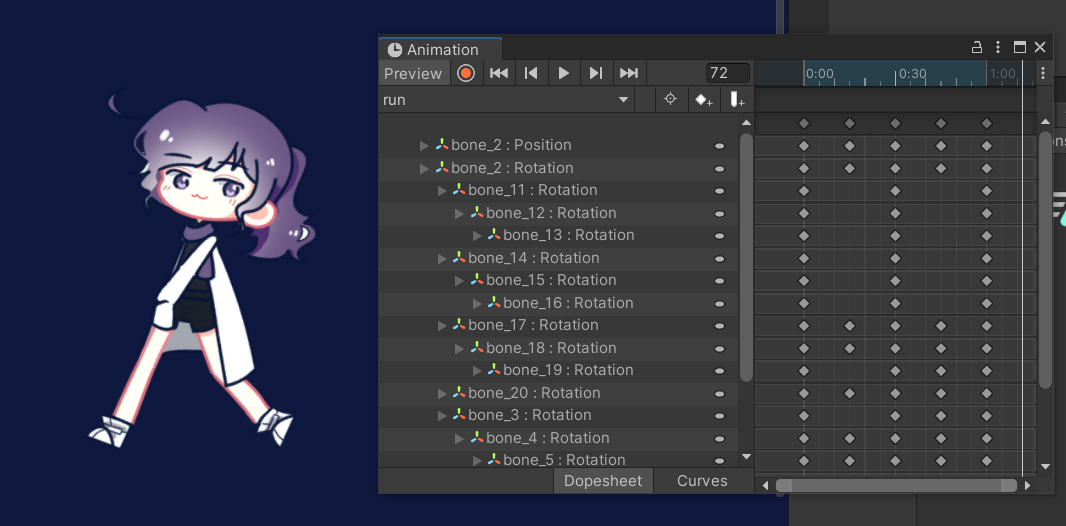 Animation
Preview 72 0:00 0:30 1:00
run
bone_2 : Position
bone_2 : Rotation
bone_11 : Rotation
bone_12 : Rotation
bone_13 : Rotation
bone_14 : Rotation
bone_15 : Rotation
bone_16 : Rotation
bone_17 : Rotation
bone_18 : Rotation
bone_19 : Rotation
bone_20 : Rotation
bone_3 : Rotation
bone_4 : Rotation
bone_5 : Rotation
Dopesheet Curves